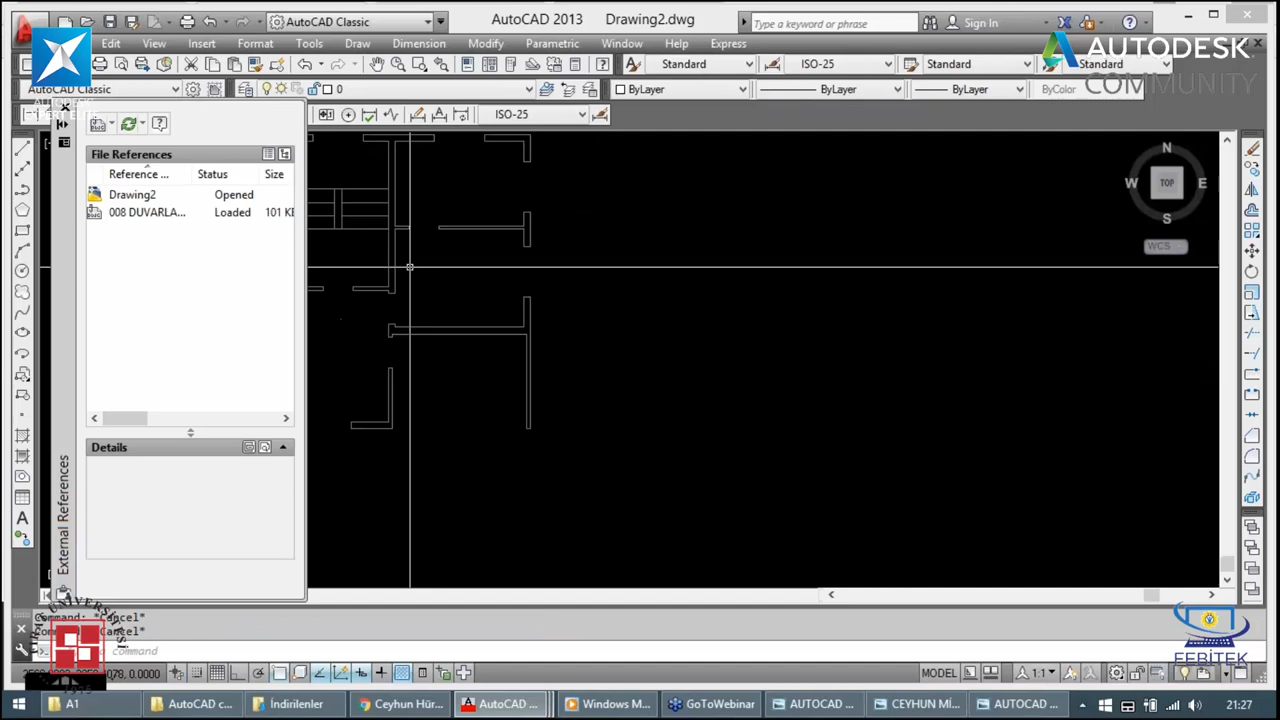 AutoCAD Classic
AutoCAD 2013 Drawing2.dwg
Type a keyword or phrase
Sign In
Edit View Insert Format Tools Draw Dimension Modify Parametric Window Help Express
AUTODESK
COMMUNITY
Standard ISO-25 Standard Standard
AutoCAD Classic
0
ByLayer ByLayer ByLayer ByColor
ISO-25
File References
Reference ... Status Size
Drawing2 Opened
008 DUVARLA... Loaded 101 KE
Details
External References
N
W TOP E
S
WCS
Command: *Cancel*
*Cancel*
command
MODEL
1:1
1975
EFBİTEK
A1
AutoCAD c...
İndirilenler
Ceyhun Hür...
AutoCAD ...
Windows M...
GoToWebinar
AUTOCAD ...
CEYHUN Mİ...
AUTOCAD ...
21:27